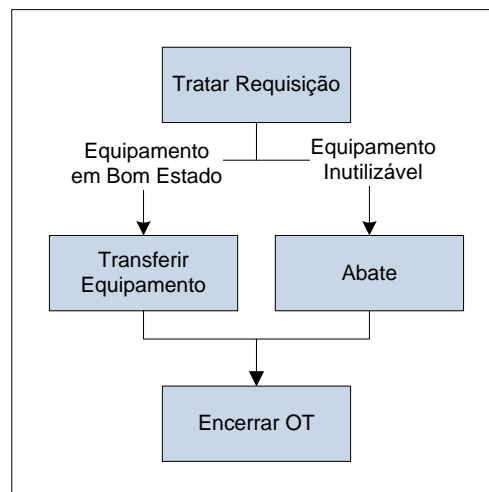 Tratar Requisição
Equipamento
em Bom Estado
Equipamento
Inutilizável
Transferir
Equipamento
Abate
Encerrar OT